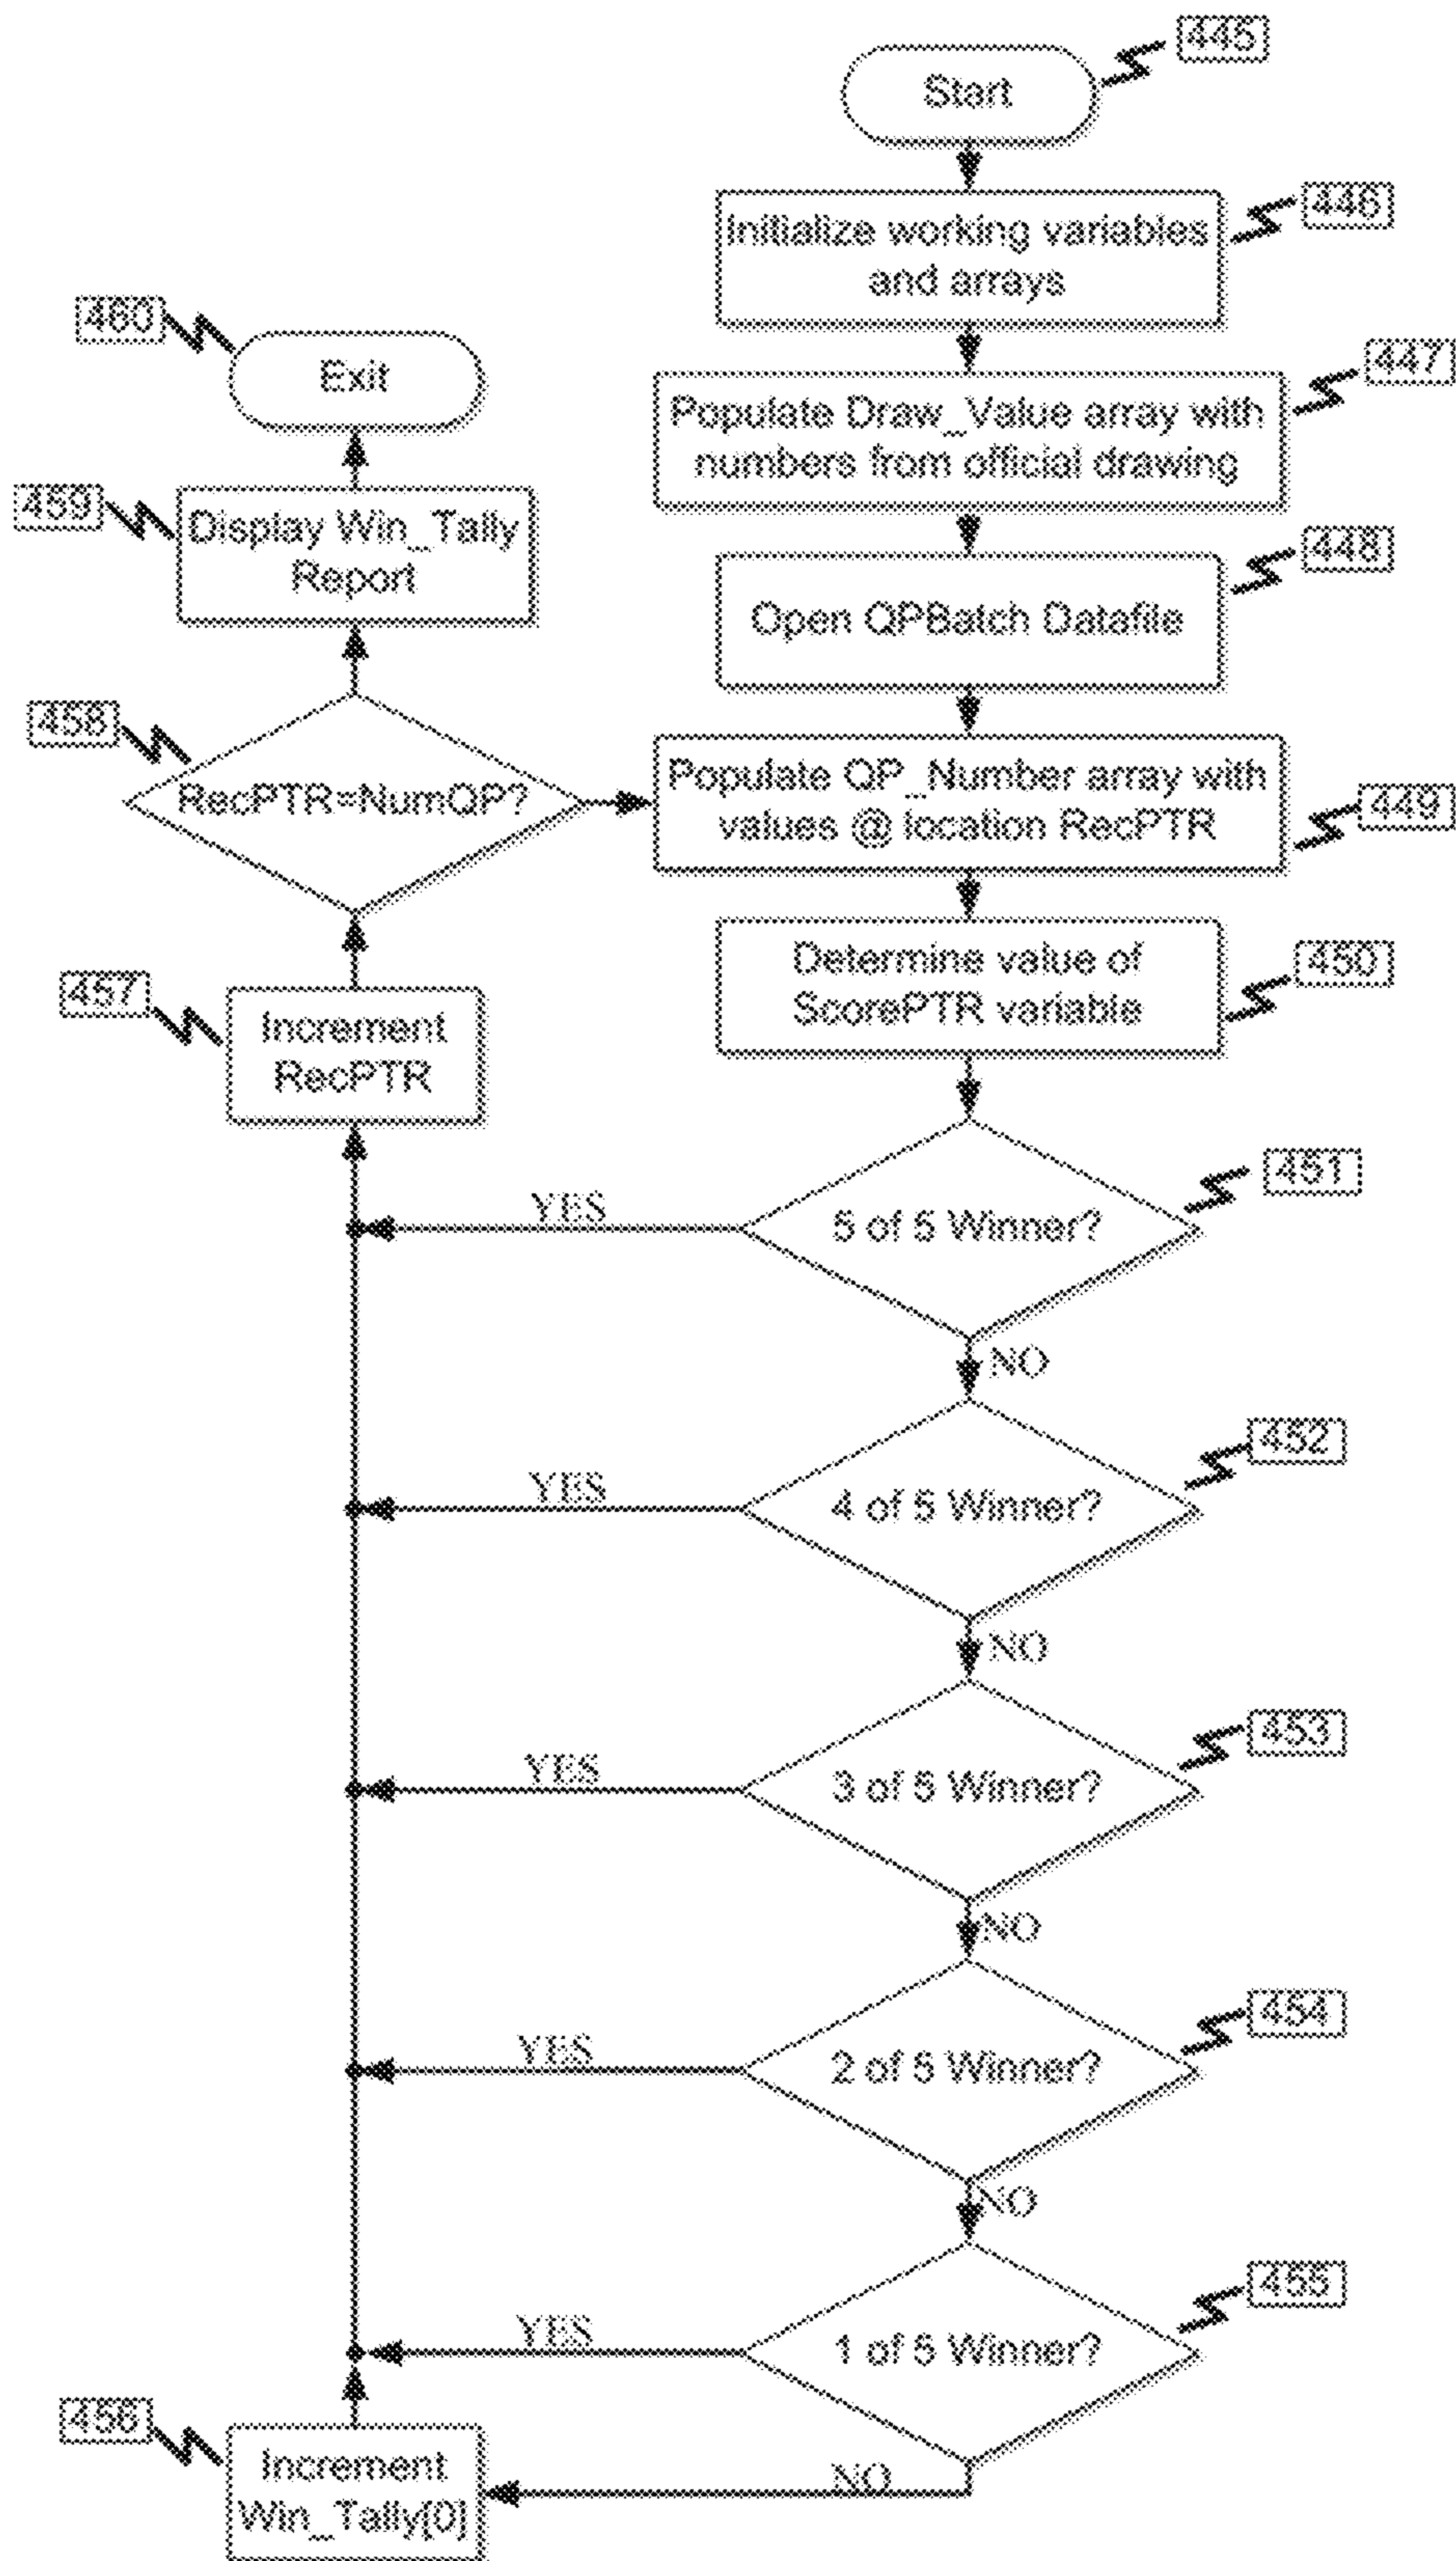 445
Start
446
Initialize working variables
and arrays
447
Populate Draw_Value array with
numbers from official drawing
448
Open QPBatch Datafile
449
Populate QP_Number array with
values @ location RecPTR
450
Determine value of
ScorePTR variable
451
5 of 5 Winner?
YES
NO
452
4 of 5 Winner?
YES
NO
453
3 of 5 Winner?
YES
NO
454
2 of 5 Winner?
YES
NO
455
1 of 5 Winner?
YES
NO
456
Increment
Win_Tally[0]
457
Increment
RecPTR
458
RecPTR=NumQP?
459
Display Win_Tally
Report
460
Exit